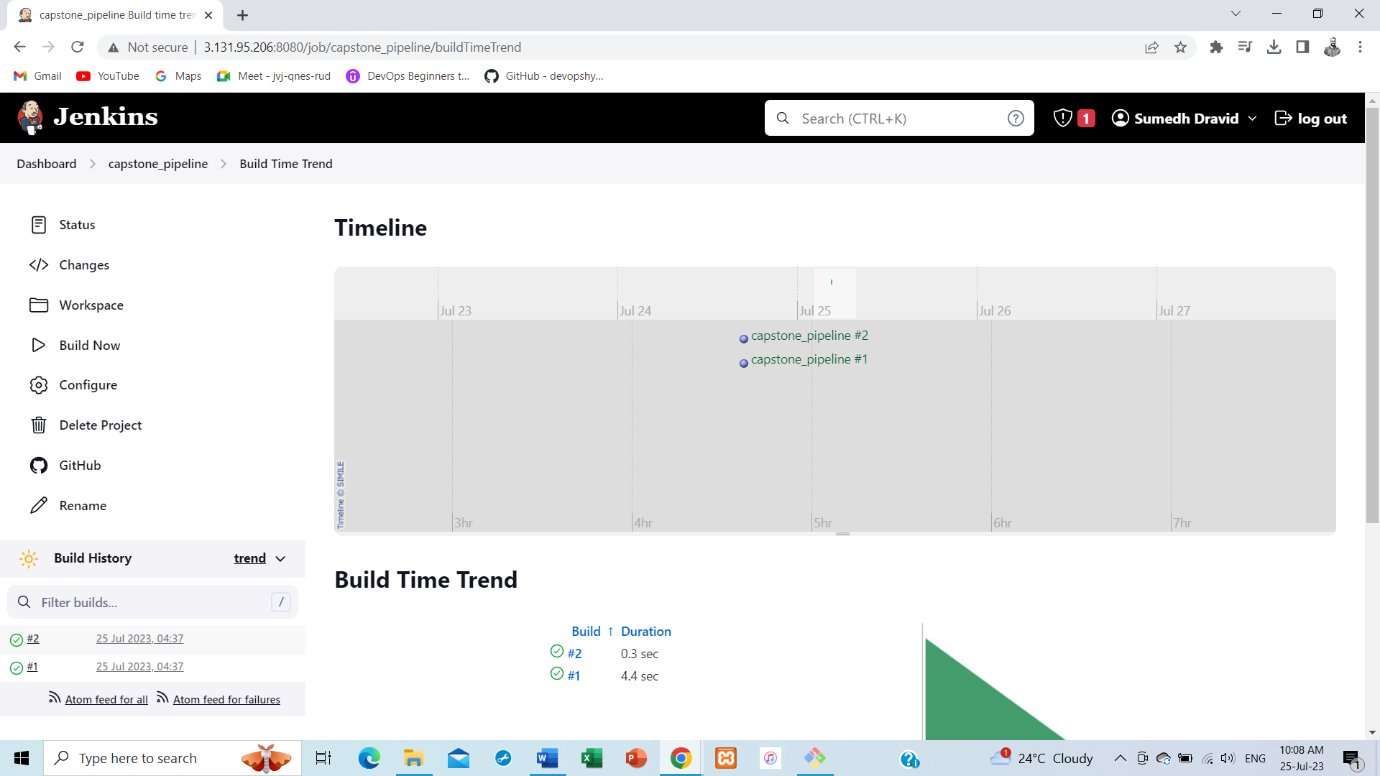 capstone_pipeline Build time tren
Not secure
3.131.95.206:8080/job/capstone_pipeline/buildTimeTrend
Gmail
YouTube
Maps
Meet - jvj-qnes-rud
DevOps Beginners t...
GitHub - devopshy...
Jenkins
Search (CTRL+K)
1
Sumedh Dravid
log out
Dashboard
capstone_pipeline
Build Time Trend
Status
Changes
Workspace
Build Now
Configure
Delete Project
GitHub
Rename
Build History
trend
Filter builds...
/
#2 25 Jul 2023, 04:37
#1 25 Jul 2023, 04:37
Atom feed for all Atom feed for failures
Timeline
Jul 23 Jul 24 Jul 25 Jul 26 Jul 27
capstone_pipeline #2
capstone_pipeline #1
Timeline © SIMILE
3hr 4hr 5hr 6hr 7hr
Build Time Trend
Build ↑ Duration
#2 0.3 sec
#1 4.4 sec
Type here to search
1
24°C Cloudy
ENG
10:08 AM
25-Jul-23
1